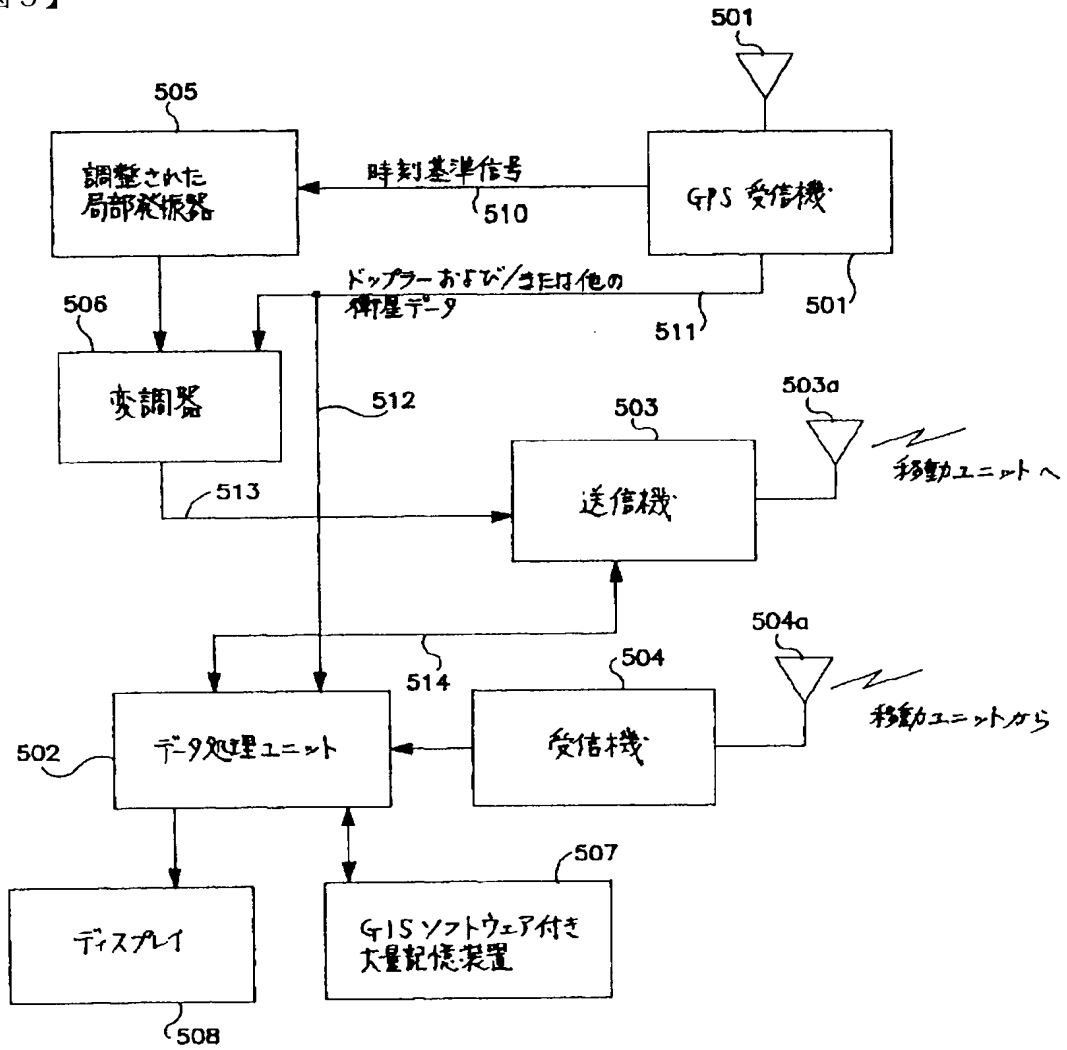 図5】
501
505
調整された
局部発振器
時刻基準信号
510
GPS 受信機
501
ドップラーおよび/または他の
衛星データ
511
506
変調器
512
503
503a
送信機
移動ユニットへ
513
514
504
504a
502
データ処理ユニット
受信機
移動ユニットから
507
ディスプレイ
GISソフトウェア付き
大量記憶装置
508